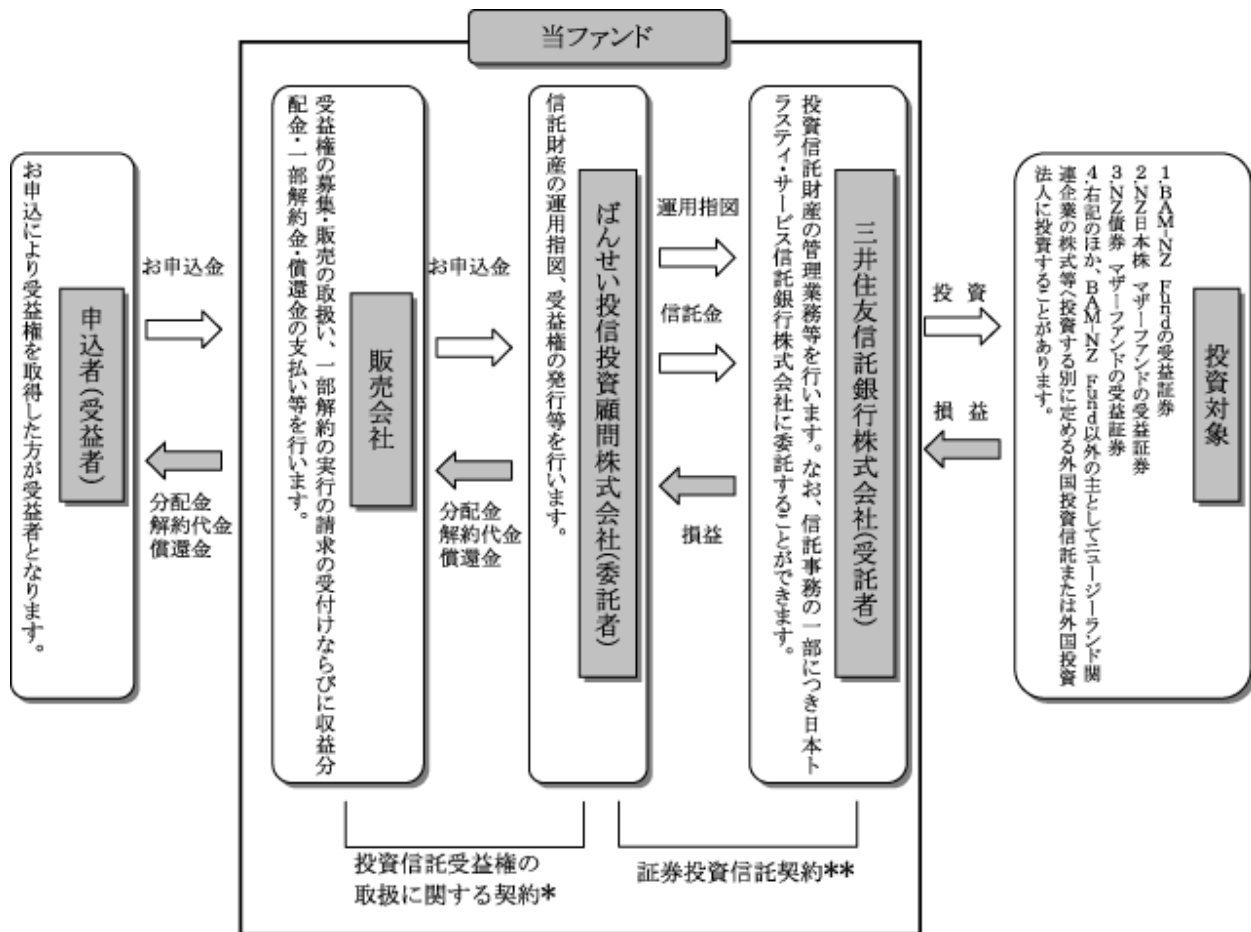 当ファンド
申込者(受益者)
お申込により受益権を取得した方が受益者となります。
お申込金
分配金
解約代金
償還金
販売会社
受益権の募集・販売の取扱い、一部解約の実行の請求の受付けならびに収益分
配金・一部解約金・償還金の支払い等を行います。
お申込金
分配金
解約代金
償還金
ばんせい投信投資顧問株式会社(委託者)
信託財産の運用指図、受益権の発行等を行います。
運用指図
信託金
損益
三井住友信託銀行株式会社(受託者)
投資信託財産の管理業務等を行います。なお、信託事務の一部につき日本ト
ラスティ・サービス信託銀行株式会社に委託することができます。
投 資
損 益
投資対象
1.BAM-NZ Fundの受益証券
2.NZ日本株 マザーファンドの受益証券
3.NZ債券 マザーファンドの受益証券
4.右記のほか、BAM-NZ Fund以外の主としてニュージーランド関
連企業の株式等へ投資する別に定める外国投資信託または外国投資
法人に投資することがあります。
投資信託受益権の
取扱に関する契約*
証券投資信託契約**